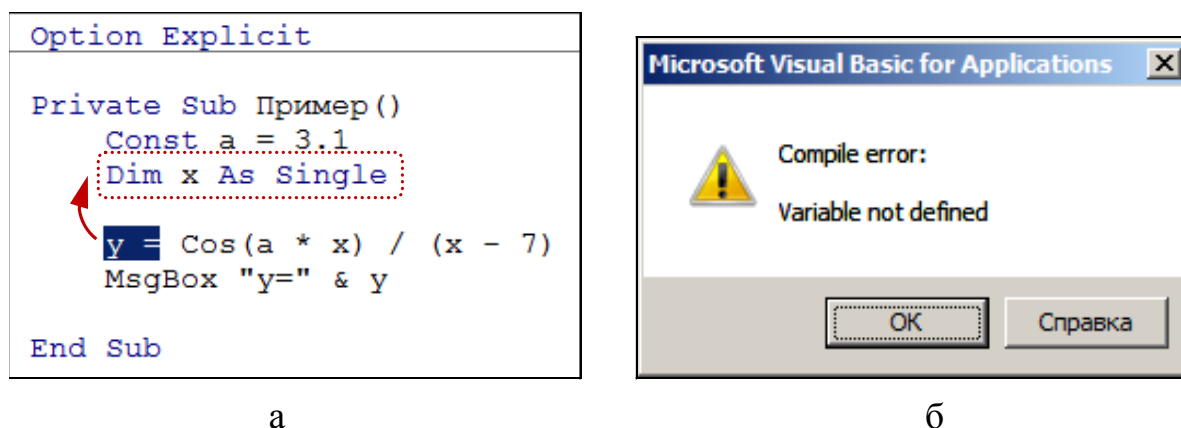 Option Explicit
Private Sub Пример()
Const a = 3.1
Dim x As Single
y = Cos(a * x) / (x - 7)
MsgBox "y=" & y
End Sub
а
Microsoft Visual Basic for Applications
Compile error:
Variable not defined
ОК
Справка
б